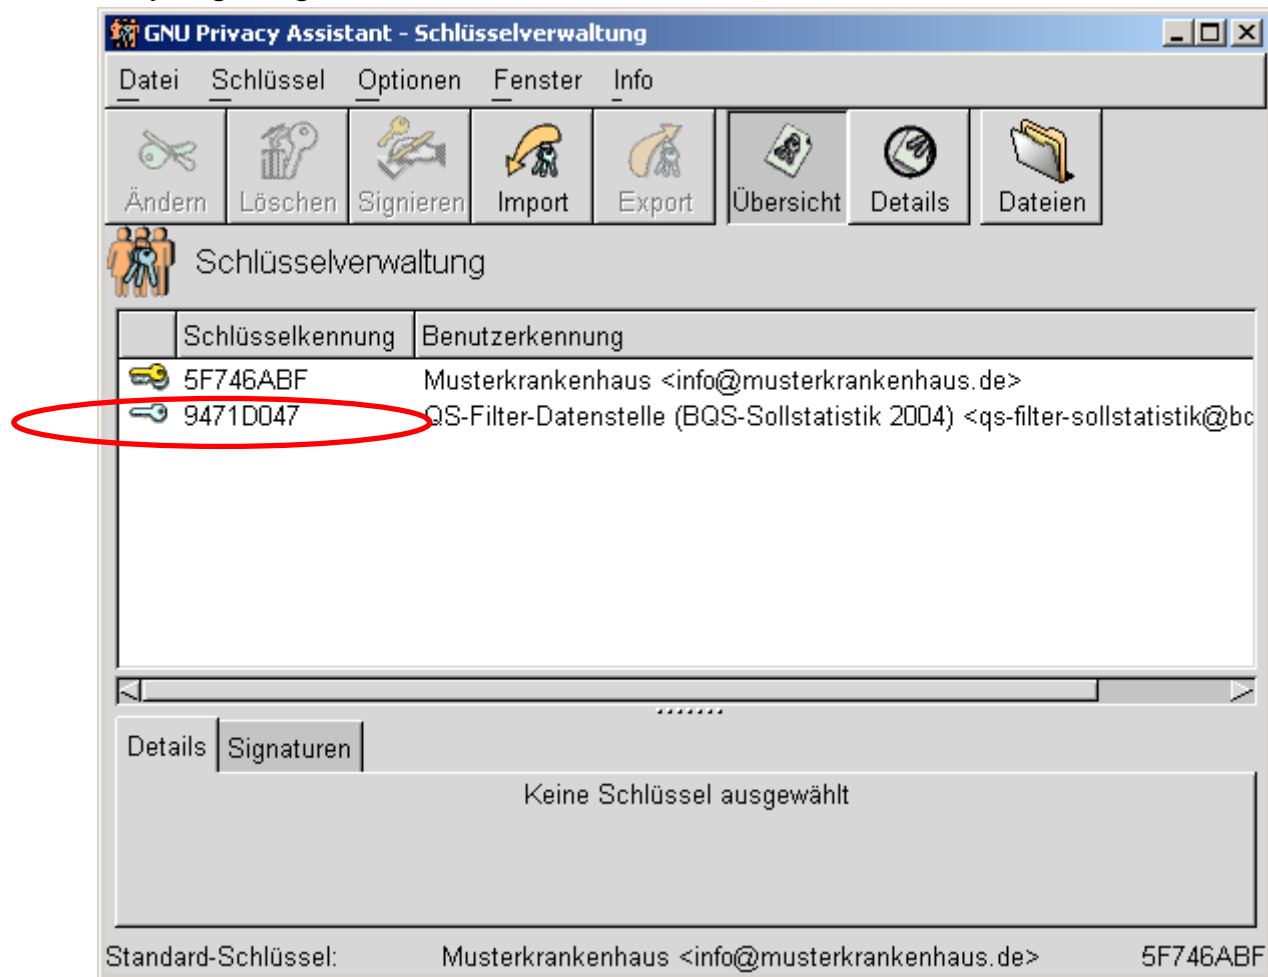 GNU Privacy Assistant - Schlüsselverwaltung
Datei Schlüssel Optionen Fenster Info
Ändern Löschen Signieren Import Export Übersicht Details Dateien
Schlüsselverwaltung
Schlüsselkennung Benutzerkennung
5F746ABF Musterkrankenhaus <info@musterkrankenhaus.de>
9471D047 QS-Filter-Datenstelle (BQS-Sollstatistik 2004) <qs-filter-sollstatistik@bc
Details Signaturen
Keine Schlüssel ausgewählt
Standard-Schlüssel: Musterkrankenhaus <info@musterkrankenhaus.de> 5F746ABF